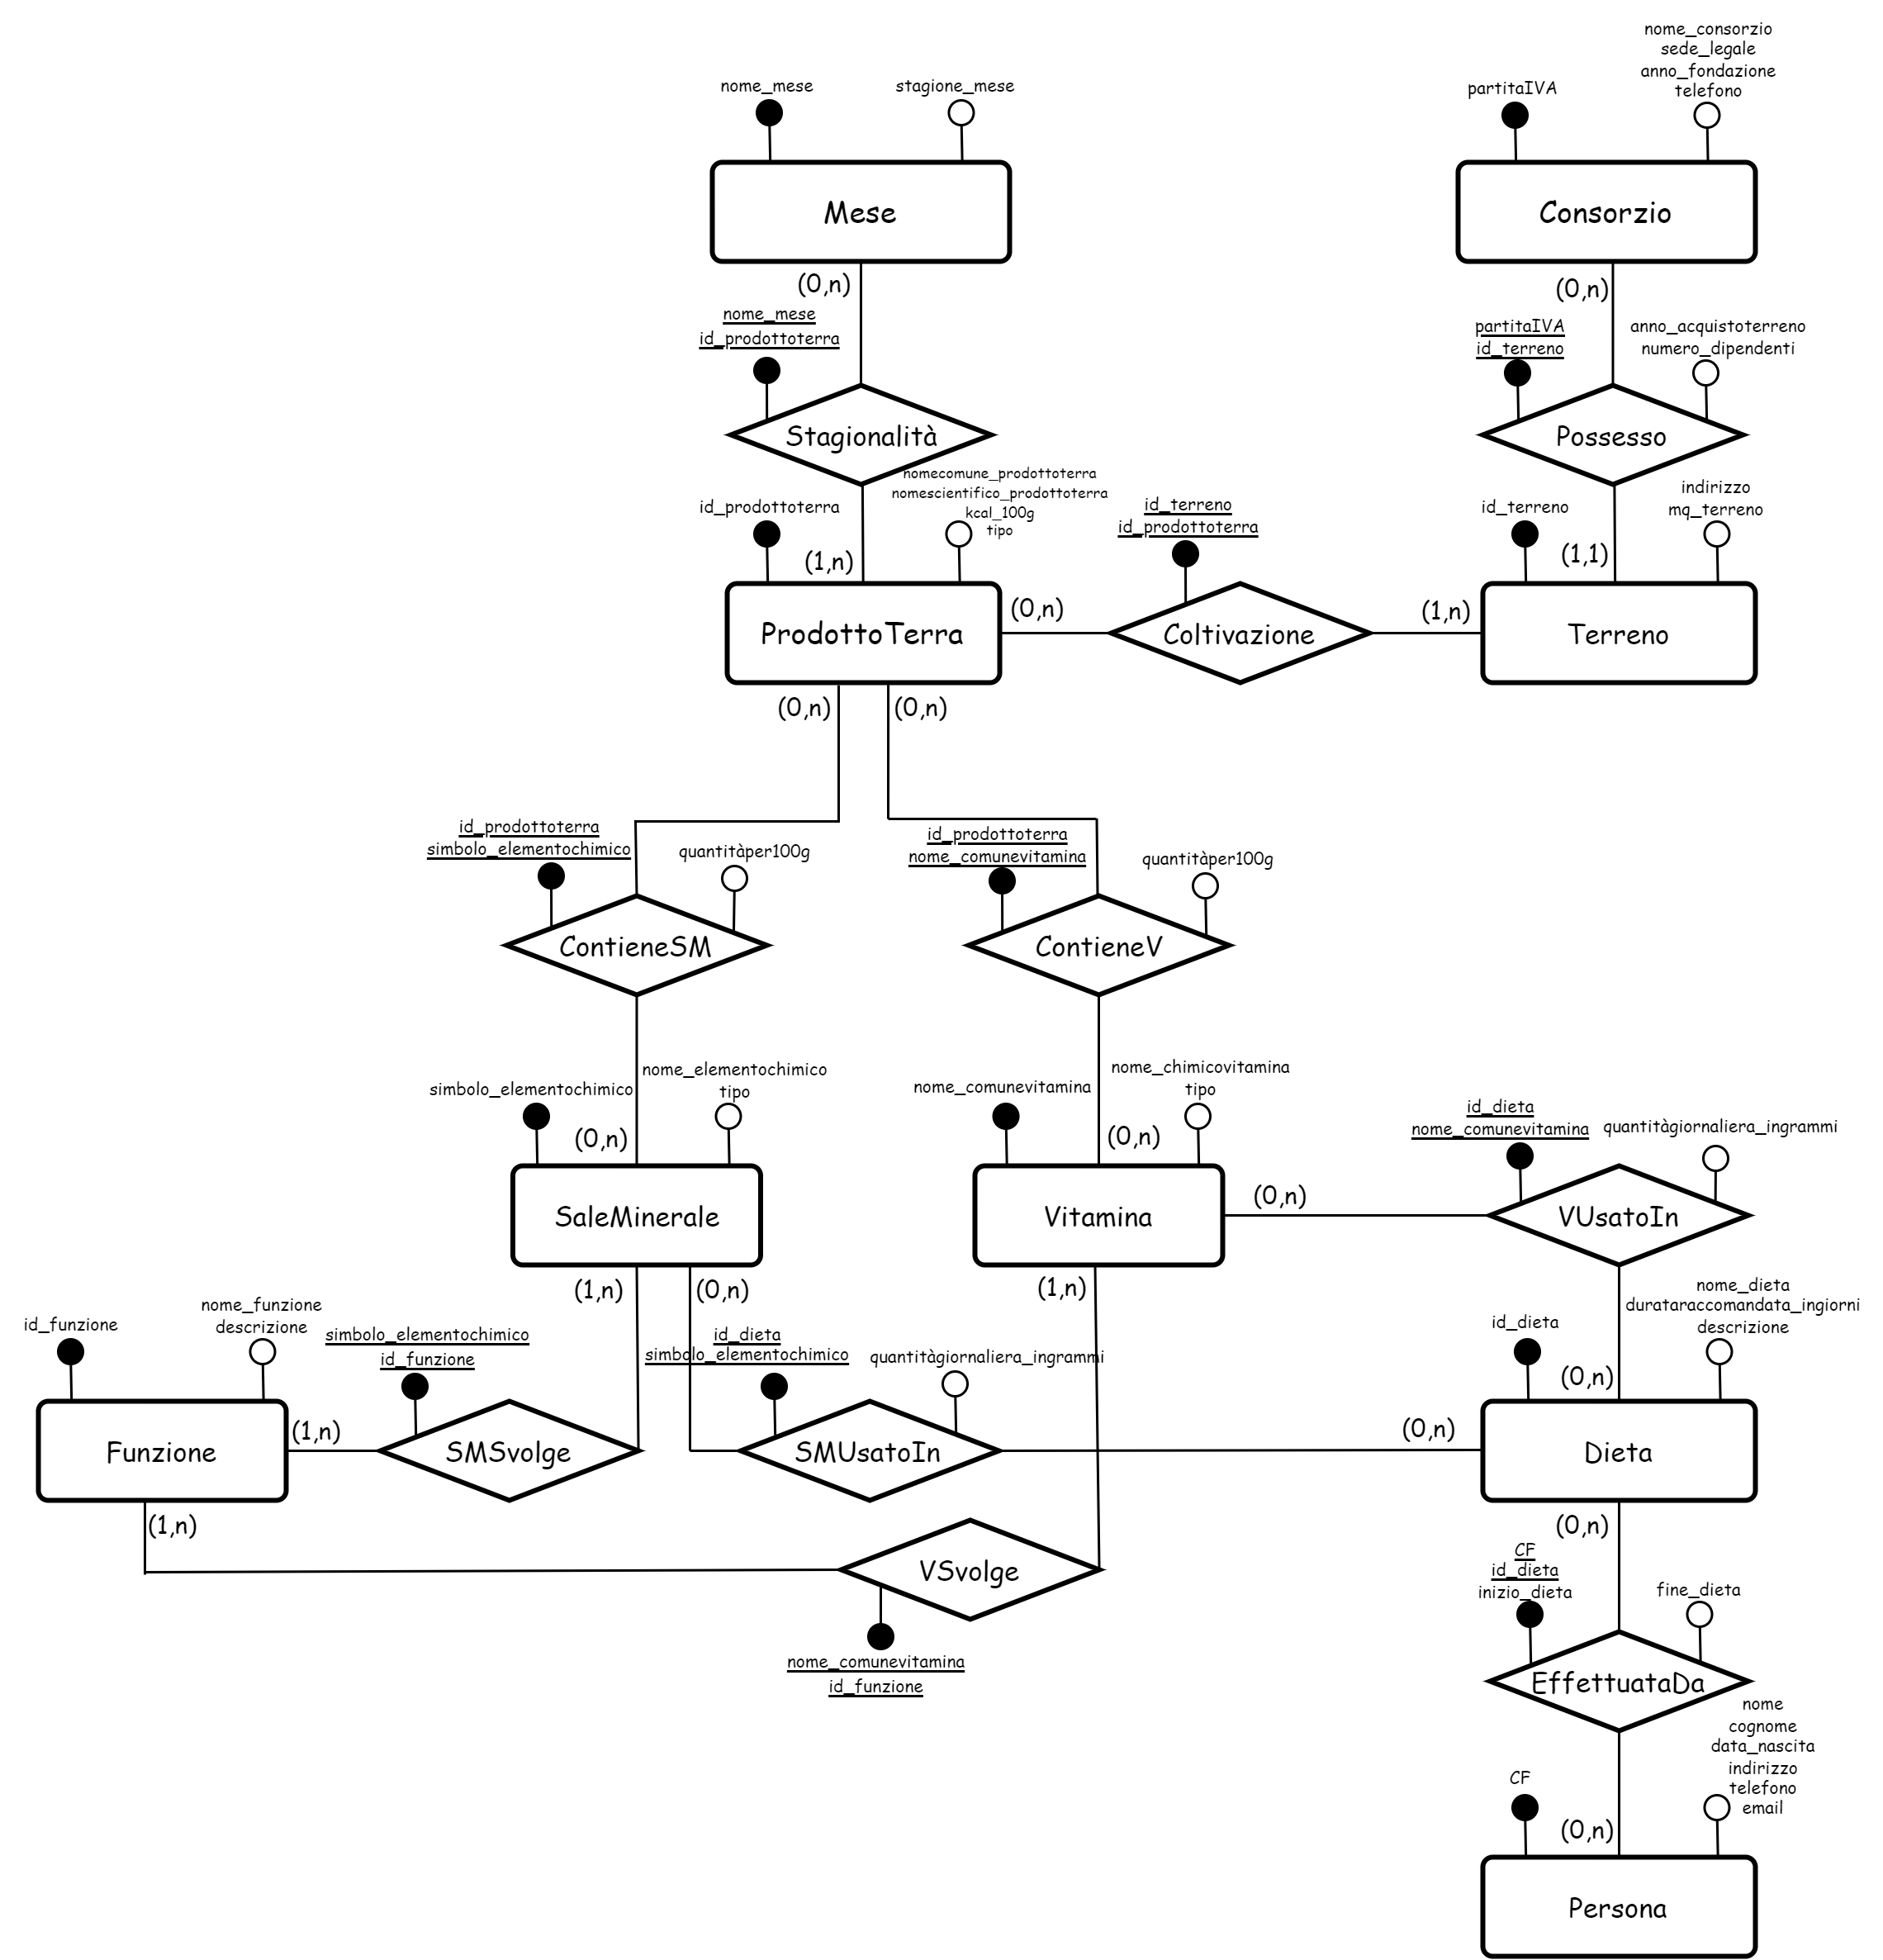 nome_consorzio
sede_legale
anno_fondazione
telefono
nome_mese
stagione_mese
partitaIVA
Mese
Consorzio
(0,n)
(0,n)
nome_mese
id_prodottoterra
partitaIVA
id_terreno
anno_acquistoterreno
numero_dipendenti
Stagionalità
Possesso
nomecomune_prodottoterra
nomescientifico_prodottoterra
kcal_100g
tipo
id_prodottoterra
id_terreno
id_prodottoterra
id_terreno
indirizzo
mq_terreno
(1,n)
(1,1)
ProdottoTerra
(0,n)
Coltivazione
(1,n)
Terreno
(0,n)
(0,n)
id_prodottoterra
simbolo_elementochimico
quantitàper100g
id_prodottoterra
nome_comunevitamina
quantitàper100g
ContieneSM
ContieneV
simbolo_elementochimico
nome_elementochimico
tipo
nome_comunevitamina
nome_chimicovitamina
tipo
id_dieta
nome_comunevitamina
quantitàgiornaliera_ingrammi
(0,n)
(0,n)
SaleMinerale
Vitamina
(0,n)
VUsatoIn
(1,n)
(0,n)
(1,n)
nome_dieta
durataraccomandata_ingiorni
descrizione
id_funzione
nome_funzione
descrizione
simbolo_elementochimico
id_funzione
id_dieta
simbolo_elementochimico
quantitàgiornaliera_ingrammi
id_dieta
(0,n)
Funzione
(1,n)
SMSvolge
SMUsatoIn
(0,n)
Dieta
(1,n)
(0,n)
VSvolge
CF
id_dieta
inizio_dieta
fine_dieta
nome_comunevitamina
id_funzione
EffettuataDa
nome
cognome
data_nascita
indirizzo
telefono
email
CF
(0,n)
Persona